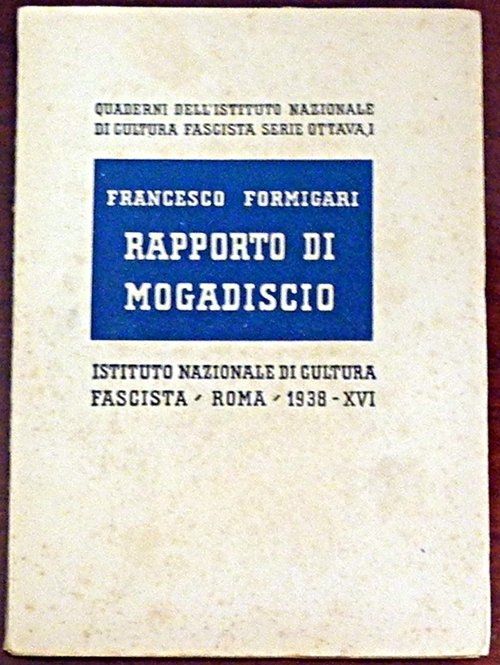 QUADERNI DELL'ISTITUTO NAZIONALE
DI CULTURA FASCISTA SERIE OTTAVA, I
FRANCESCO FORMIGARI
RAPPORTO DI
MOGADISCIO
ISTITUTO NAZIONALE DI CULTURA
FASCISTA - ROMA - 1938 - XVI